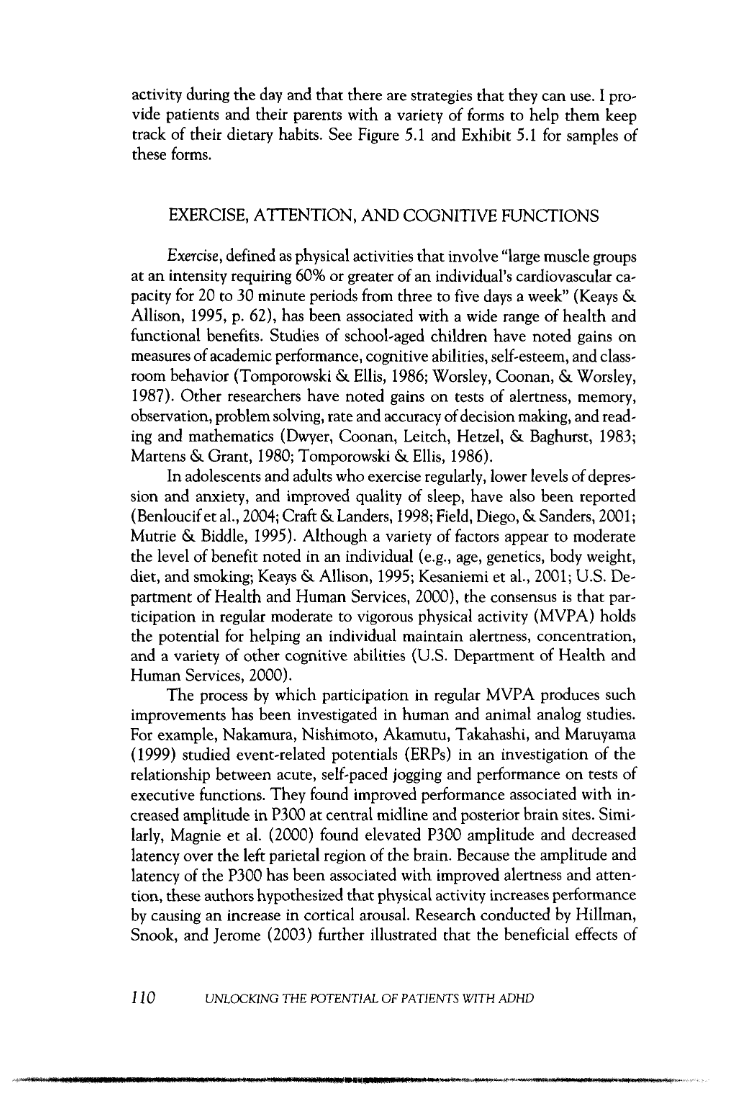 activity during the day and that there are strategies that they can use. I pro-
vide patients and their parents with a variety of forms to help them keep
track of their dietary habits. See Figure 5.1 and Exhibit 5.1 for samples of
these forms.
EXERCISE, ATTENTION, AND COGNITIVE FUNCTIONS
Exercise, defined as physical activities that involve “large muscle groups
at an intensity requiring 60% or greater of an individual’s cardiovascular ca-
pacity for 20 to 30 minute periods from three to five days a week” (Keays &
Allison, 1995, p. 62), has been associated with a wide range of health and
functional benefits. Studies of school-aged children have noted gains on
measures of academic performance, cognitive abilities, self-esteem, and class-
room behavior (Tomporowski & Ellis, 1986; Worsley, Coonan, & Worsley,
1987). Other researchers have noted gains on tests of alertness, memory,
observation, problem solving, rate and accuracy of decision making, and read-
ing and mathematics (Dwyer, Coonan, Leitch, Hetzel, & Baghurst, 1983;
Martens & Grant, 1980; Tomporowski & Ellis, 1986).
In adolescents and adults who exercise regularly, lower levels of depres-
sion and anxiety, and improved quality of sleep, have also been reported
(Benloucif et al., 2004; Craft & Landers, 1998; Field, Diego, & Sanders, 2001;
Mutrie & Biddle, 1995). Although a variety of factors appear to moderate
the level of benefit noted in an individual (e.g., age, genetics, body weight,
diet, and smoking; Keays & Allison, 1995; Kesaniemi et al., 2001; U.S. De-
partment of Health and Human Services, 2000), the consensus is that par-
ticipation in regular moderate to vigorous physical activity (MVPA) holds
the potential for helping an individual maintain alertness, concentration,
and a variety of other cognitive abilities (U.S. Department of Health and
Human Services, 2000).
The process by which participation in regular MVPA produces such
improvements has been investigated in human and animal analog studies.
For example, Nakamura, Nishimoto, Akamutu, Takahashi, and Maruyama
(1999) studied event-related potentials (ERPs) in an investigation of the
relationship between acute, self-paced jogging and performance on tests of
executive functions. They found improved performance associated with in-
creased amplitude in P300 at central midline and posterior brain sites. Simi-
larly, Magnie et al. (2000) found elevated P300 amplitude and decreased
latency over the left parietal region of the brain. Because the amplitude and
latency of the P300 has been associated with improved alertness and atten-
tion, these authors hypothesized that physical activity increases performance
by causing an increase in cortical arousal. Research conducted by Hillman,
Snook, and Jerome (2003) further illustrated that the beneficial effects of
110 UNLOCKING THE POTENTIAL OF PATIENTS WITH ADHD